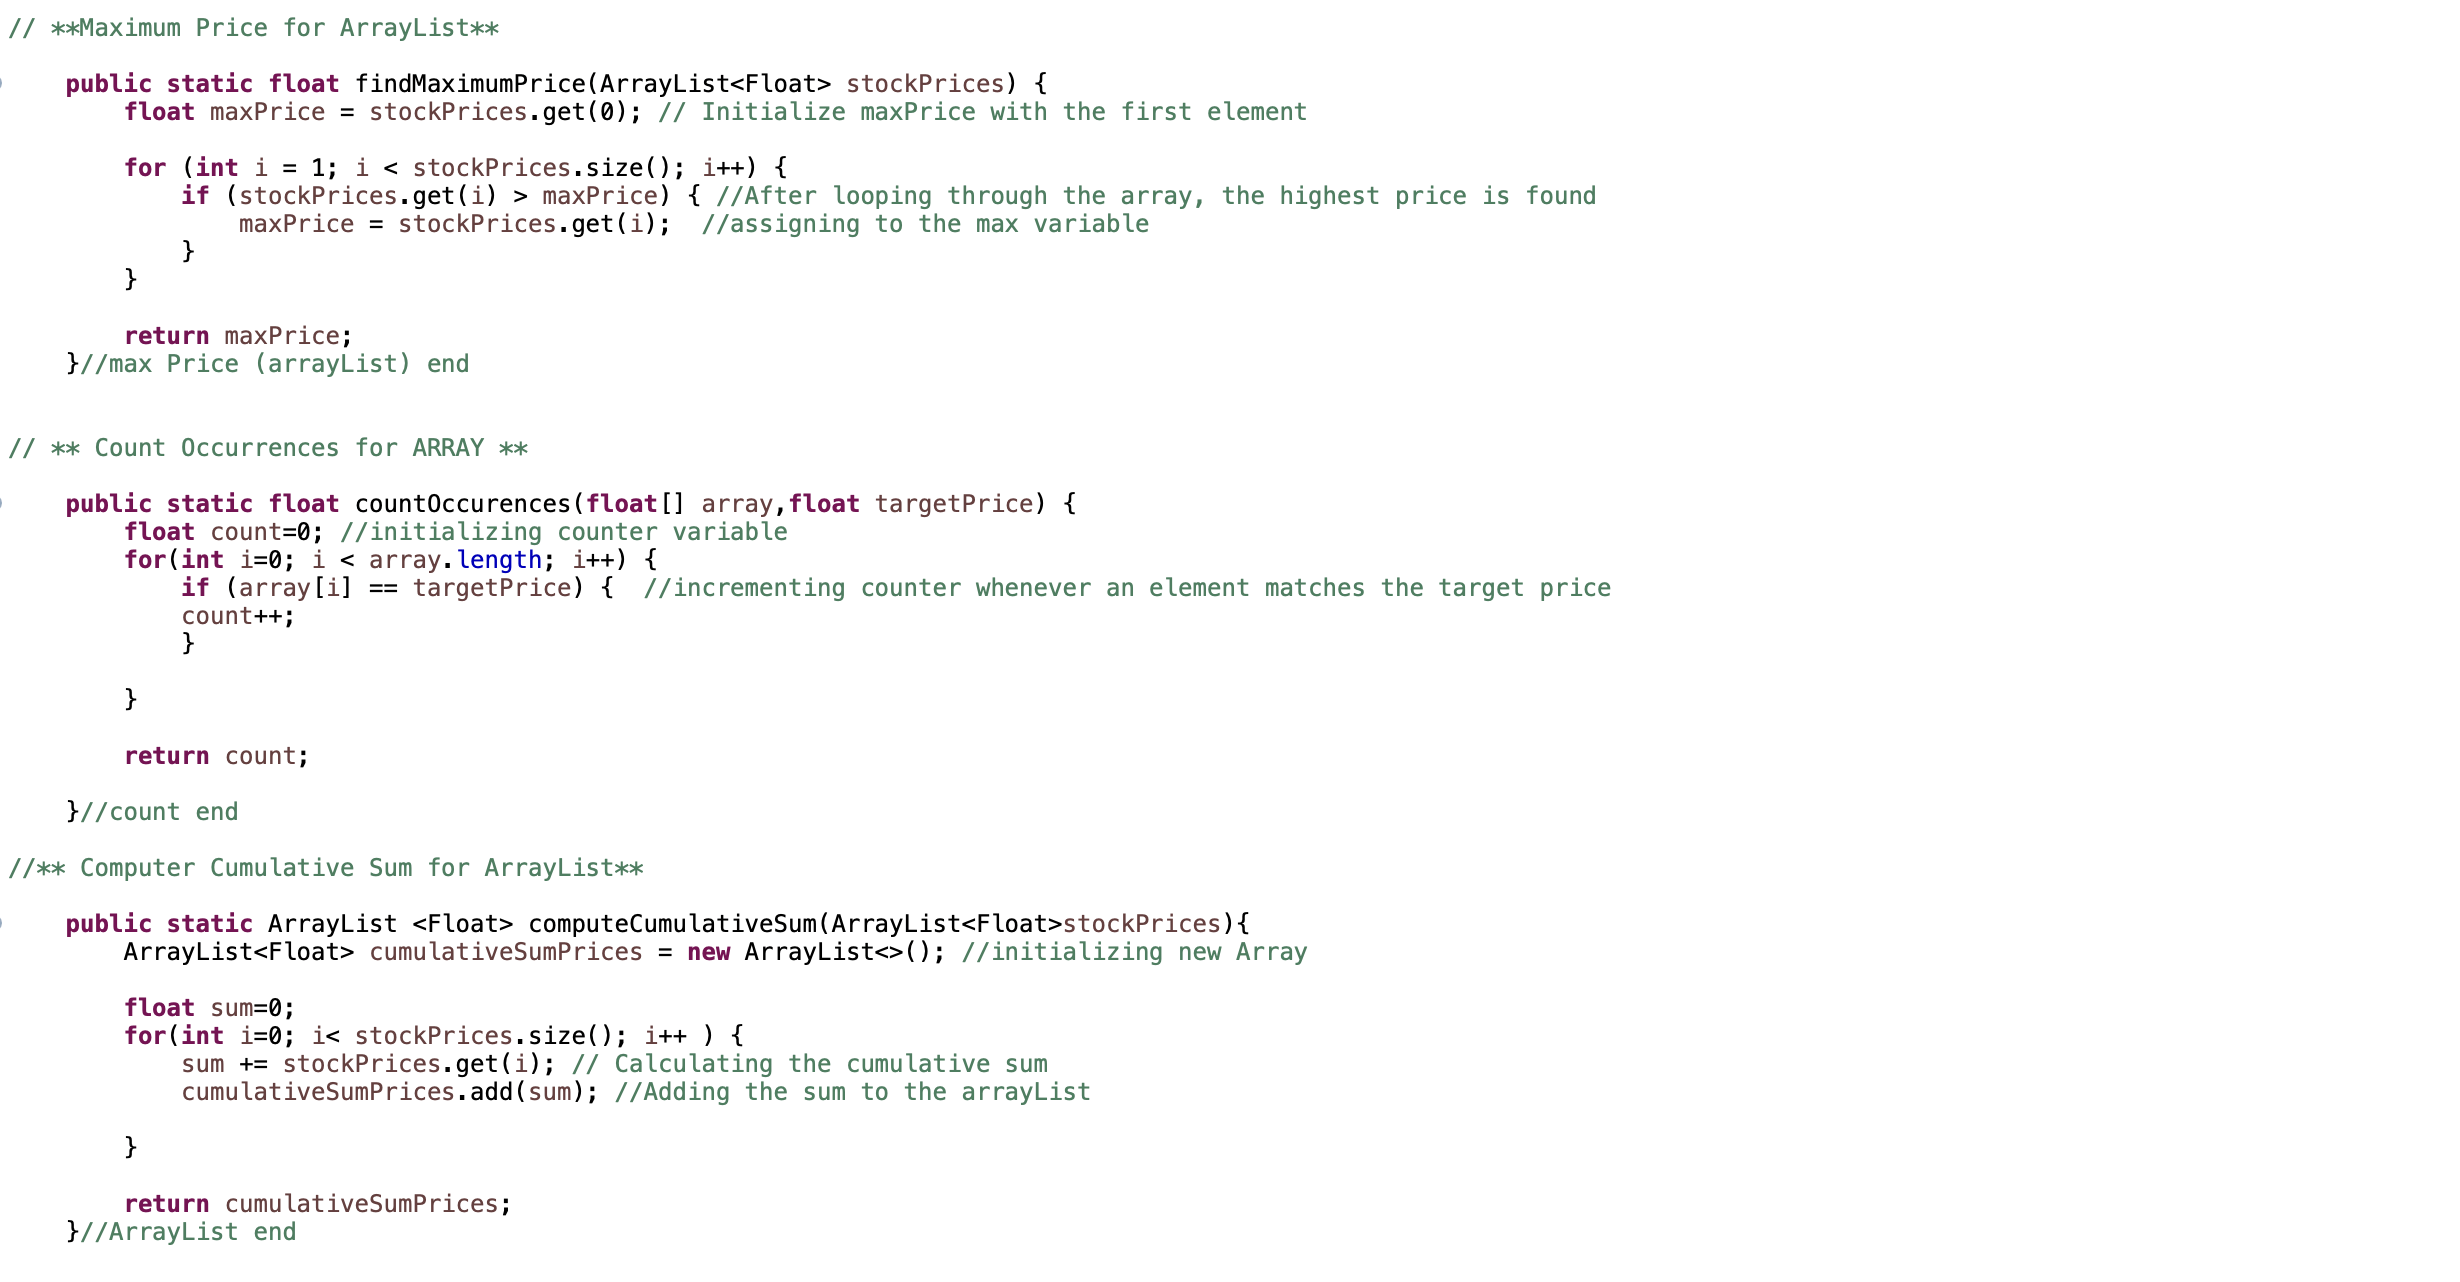 // **Maximum Price for ArrayList**
public static float findMaximumPrice(ArrayList<Float> stockPrices) {
float maxPrice = stockPrices.get(0); // Initialize maxPrice with the first element
for (int i = 1; i < stockPrices.size(); i++) {
if (stockPrices.get(i) > maxPrice) { //After looping through the array, the highest price is found
maxPrice = stockPrices.get(i);  //assigning to the max variable
}
}
return maxPrice;
}//max Price (arrayList) end
// ** Count Occurrences for ARRAY **
public static float countOccurences(float[] array,float targetPrice) {
float count=0; //initializing counter variable
for(int i=0; i < array.length; i++) {
if (array[i] == targetPrice) {  //incrementing counter whenever an element matches the target price
count++;
}
}
return count;
}//count end
//** Computer Cumulative Sum for ArrayList**
public static ArrayList <Float> computeCumulativeSum(ArrayList<Float>stockPrices){
ArrayList<Float> cumulativeSumPrices = new ArrayList<>(); //initializing new Array
float sum=0;
for(int i=0; i< stockPrices.size(); i++ ) {
sum += stockPrices.get(i); // Calculating the cumulative sum
cumulativeSumPrices.add(sum); //Adding the sum to the arrayList
}
return cumulativeSumPrices;
}//ArrayList end